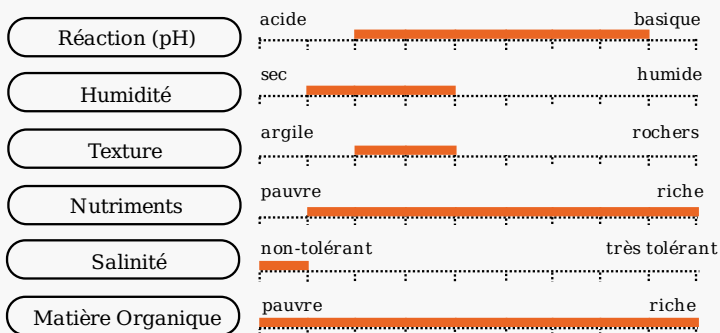 acide basique
Réaction (pH)
sec humide
Humidité
argile rochers
Texture
pauvre riche
Nutriments
non-tolérant très tolérant
Salinité
pauvre riche
Matière Organique